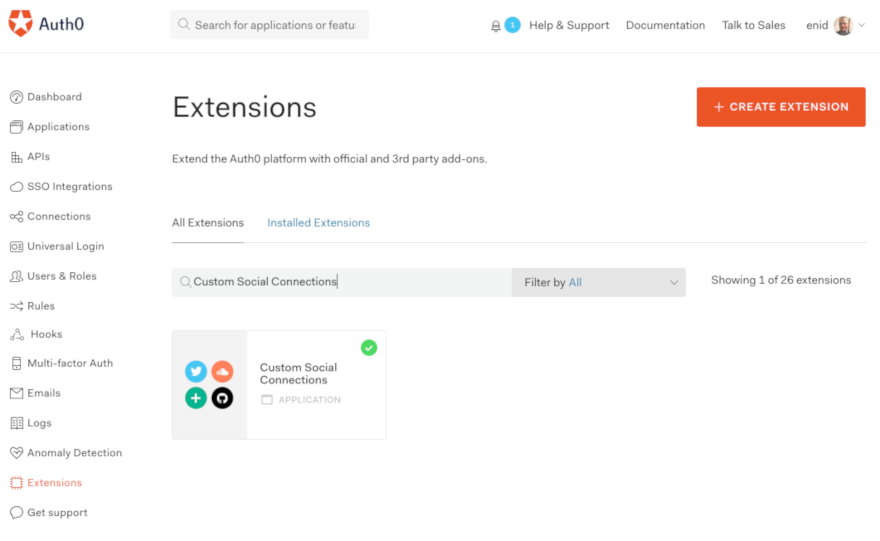 Auth0
Search for applications or featu
1
Help & Support
Documentation
Talk to Sales
enid
Dashboard
Applications
APIs
SSO Integrations
Connections
Universal Login
Users & Roles
Rules
Hooks
Multi-factor Auth
Emails
Logs
Anomaly Detection
Extensions
Get support
Extensions
+ CREATE EXTENSION
Extend the Auth0 platform with official and 3rd party add-ons.
All Extensions
Installed Extensions
Custom Social Connections
Filter by All
Showing 1 of 26 extensions
Custom Social
Connections
APPLICATION